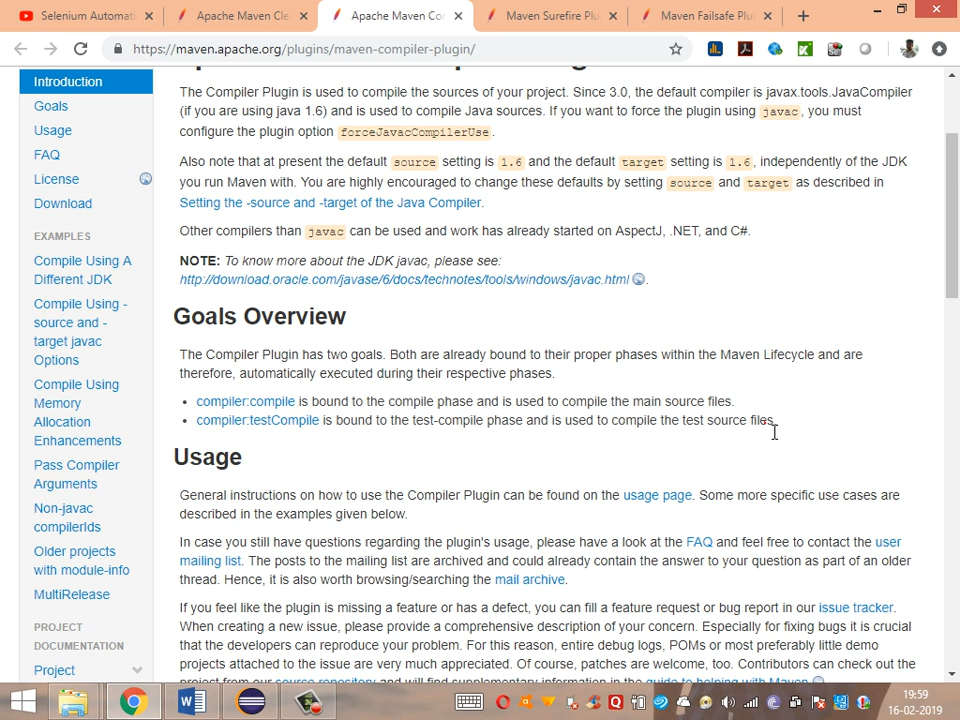 Selenium Automat
Apache Maven Cle
Apache Maven Cor
Maven Surefire Plu
Maven Failsafe Plu
https://maven.apache.org/plugins/maven-compiler-plugin/
Introduction
Goals
Usage
FAQ
License
Download
EXAMPLES
Compile Using A
Different JDK
Compile Using -
source and -
target javac
Options
Compile Using
Memory
Allocation
Enhancements
Pass Compiler
Arguments
Non-javac
compilerIds
Older projects
with module-info
MultiRelease
PROJECT
DOCUMENTATION
Project
The Compiler Plugin is used to compile the sources of your project. Since 3.0, the default compiler is javax.tools.JavaCompiler
(if you are using java 1.6) and is used to compile Java sources. If you want to force the plugin using javac, you must
configure the plugin option forceJavacCompilerUse.
Also note that at present the default source setting is 1.6 and the default target setting is 1.6, independently of the JDK
you run Maven with. You are highly encouraged to change these defaults by setting source and target as described in
Setting the -source and -target of the Java Compiler.
Other compilers than javac can be used and work has already started on AspectJ, .NET, and C#.
NOTE: To know more about the JDK javac, please see:
http://download.oracle.com/javase/6/docs/technotes/tools/windows/javac.html.
Goals Overview
The Compiler Plugin has two goals. Both are already bound to their proper phases within the Maven Lifecycle and are
therefore, automatically executed during their respective phases.
• compiler:compile is bound to the compile phase and is used to compile the main source files.
• compiler:testCompile is bound to the test-compile phase and is used to compile the test source files.
Usage
General instructions on how to use the Compiler Plugin can be found on the usage page. Some more specific use cases are
described in the examples given below.
In case you still have questions regarding the plugin's usage, please have a look at the FAQ and feel free to contact the user
mailing list. The posts to the mailing list are archived and could already contain the answer to your question as part of an older
thread. Hence, it is also worth browsing/searching the mail archive.
If you feel like the plugin is missing a feature or has a defect, you can fill a feature request or bug report in our issue tracker.
When creating a new issue, please provide a comprehensive description of your concern. Especially for fixing bugs it is crucial
that the developers can reproduce your problem. For this reason, entire debug logs, POMs or most preferably little demo
projects attached to the issue are very much appreciated. Of course, patches are welcome, too. Contributors can check out the
project from our source repository and will find supplementary information in the guide to helping with Maven
19:59
16-02-2019